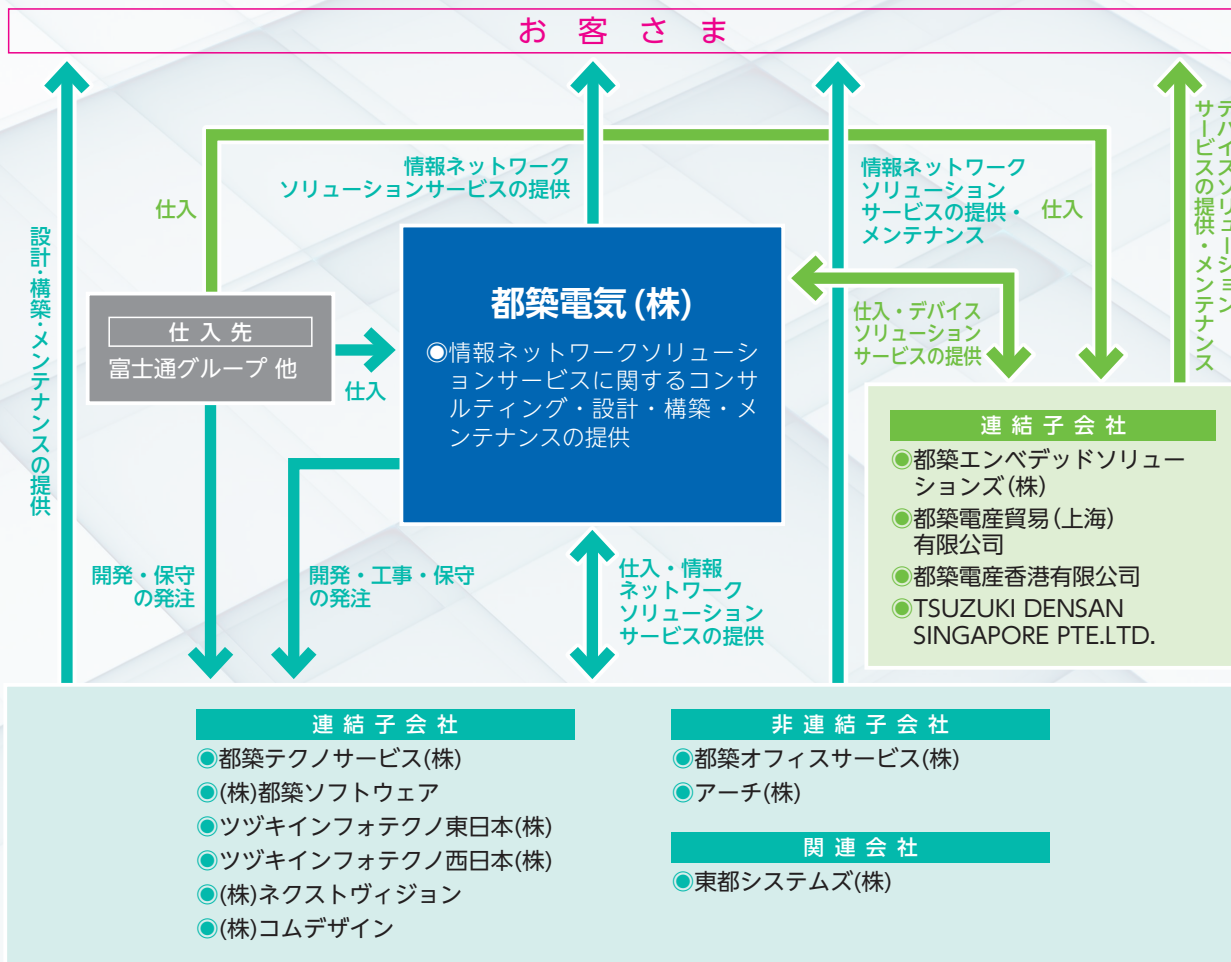 お客さま
情報ネットワーク
ソリューションサービスの提供
情報ネットワーク
ソリューション
サービスの提供・
メンテナンス
仕入
仕入
デバイスソリューション
サービスの提供・メンテナンス
設計・構築・メンテナンスの提供
仕入先
富士通グループ 他
仕入
都築電気(株)
◉情報ネットワークソリューシ
ョンサービスに関するコンサ
ルティング・設計・構築・メ
ンテナンスの提供
仕入・デバイス
ソリューション
サービスの提供
連結子会社
◉都築エンベデッドソリュー
ションズ(株)
◉都築電産貿易(上海)
有限公司
◉都築電産香港有限公司
◉TSUZUKI DENSAN
SINGAPORE PTE.LTD.
開発・保守
の発注
開発・工事・保守
の発注
仕入・情報
ネットワーク
ソリューション
サービスの提供
連結子会社
◉都築テクノサービス(株)
◉(株)都築ソフトウェア
◉ツヅキインフォテクノ東日本(株)
◉ツヅキインフォテクノ西日本(株)
◉(株)ネクストヴィジョン
◉(株)コムデザイン
非連結子会社
◉都築オフィスサービス(株)
◉アーチ(株)
関連会社
◉東都システムズ(株)